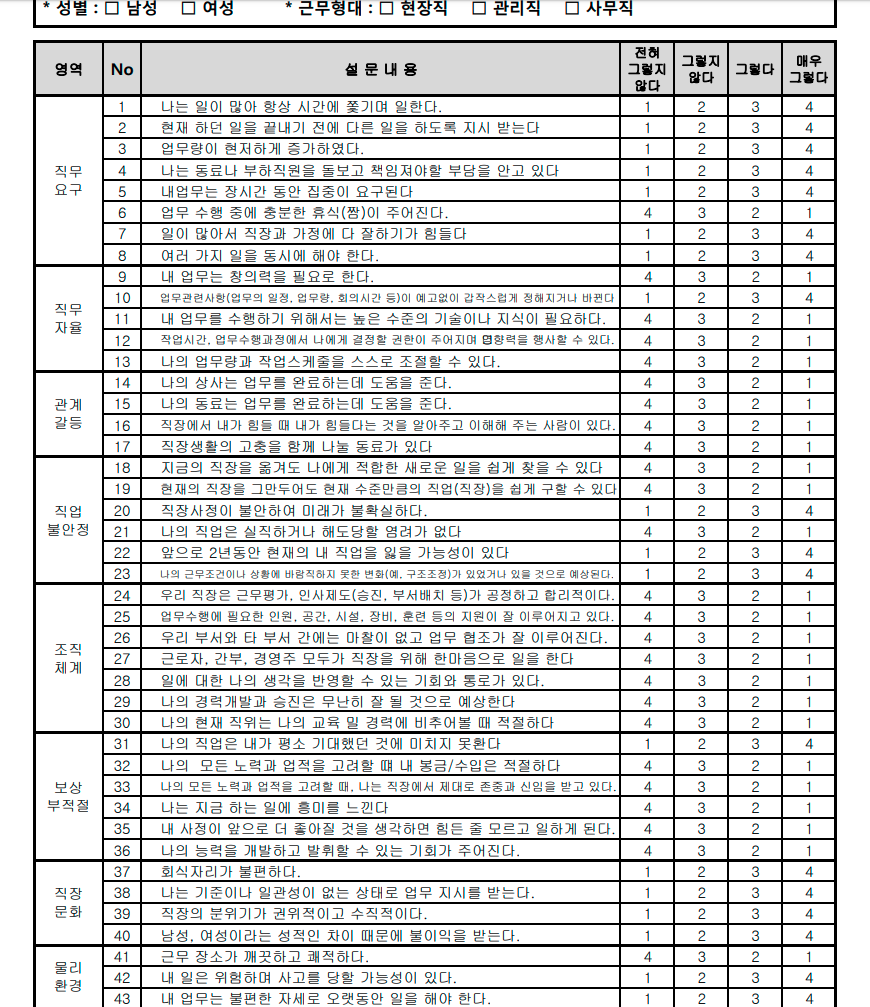 * 성별 : □ 남성 □ 여성 * 근무형태 : □ 현장직 □ 관리직 □ 사무직
영역 No 설 문 내 용 전혀 그렇지 않다 그렇지 않다 그렇다 매우 그렇다
직무 요구
1 나는 일이 많아 항상 시간에 쫓기며 일한다. 1 2 3 4
2 현재 하던 일을 끝내기 전에 다른 일을 하도록 지시 받는다 1 2 3 4
3 업무량이 현저하게 증가하였다. 1 2 3 4
4 나는 동료나 부하직원을 돌보고 책임져야할 부담을 안고 있다 1 2 3 4
5 내업무는 장시간 동안 집중이 요구된다 1 2 3 4
6 업무 수행 중에 충분한 휴식(짬)이 주어진다. 4 3 2 1
7 일이 많아서 직장과 가정에 다 잘하기가 힘들다 1 2 3 4
8 여러 가지 일을 동시에 해야 한다. 1 2 3 4
직무 자율
9 내 업무는 창의력을 필요로 한다. 4 3 2 1
10 업무관련사항(업무의 일정, 업무량, 회의시간 등)이 예고없이 갑작스럽게 정해지거나 바뀐다 1 2 3 4
11 내 업무를 수행하기 위해서는 높은 수준의 기술이나 지식이 필요하다. 4 3 2 1
12 작업시간, 업무수행과정에서 나에게 결정할 권한이 주어지며 향력을 행사할 수 있다. 4 3 2 1
13 나의 업무량과 작업스케줄을 스스로 조절할 수 있다. 4 3 2 1
관계 갈등
14 나의 상사는 업무를 완료하는데 도움을 준다. 4 3 2 1
15 나의 동료는 업무를 완료하는데 도움을 준다. 4 3 2 1
16 직장에서 내가 힘들 때 내가 힘들다는 것을 알아주고 이해해 주는 사람이 있다. 4 3 2 1
17 직장생활의 고충을 함께 나눌 동료가 있다 4 3 2 1
직업 불안정
18 지금의 직장을 옮겨도 나에게 적합한 새로운 일을 쉽게 찾을 수 있다 4 3 2 1
19 현재의 직장을 그만두어도 현재 수준만큼의 직업(직장)을 쉽게 구할 수 있다 4 3 2 1
20 직장사정이 불안하여 미래가 불확실하다. 1 2 3 4
21 나의 직업은 실직하거나 해도당할 염려가 없다 4 3 2 1
22 앞으로 2년동안 현재의 내 직업을 잃을 가능성이 있다 1 2 3 4
23 나의 근무조건이나 상황에 바람직하지 못한 변화(예, 구조조정)가 있었거나 있을 것으로 예상된다. 1 2 3 4
조직 체계
24 우리 직장은 근무평가, 인사제도(승진, 부서배치 등)가 공정하고 합리적이다. 4 3 2 1
25 업무수행에 필요한 인원, 공간, 시설, 장비, 훈련 등의 지원이 잘 이루어지고 있다. 4 3 2 1
26 우리 부서와 타 부서 간에는 마찰이 없고 업무 협조가 잘 이루어진다. 4 3 2 1
27 근로자, 간부, 경영주 모두가 직장을 위해 한마음으로 일을 한다 4 3 2 1
28 일에 대한 나의 생각을 반영할 수 있는 기회와 통로가 있다. 4 3 2 1
29 나의 경력개발과 승진은 무난히 잘 될 것으로 예상한다 4 3 2 1
30 나의 현재 직위는 나의 교육 밀 경력에 비추어볼 때 적절하다 4 3 2 1
보상 부적절
31 나의 직업은 내가 평소 기대했던 것에 미치지 못환다 1 2 3 4
32 나의 모든 노력과 업적을 고려할 떄 내 봉금/수입은 적절하다 4 3 2 1
33 나의 모든 노력과 업적을 고려할 때, 나는 직장에서 제대로 존중과 신임을 받고 있다. 4 3 2 1
34 나는 지금 하는 일에 흥미를 느낀다 4 3 2 1
35 내 사정이 앞으로 더 좋아질 것을 생각하면 힘든 줄 모르고 일하게 된다. 4 3 2 1
36 나의 능력을 개발하고 발휘할 수 있는 기회가 주어진다. 4 3 2 1
직장 문화
37 회식자리가 불편하다. 1 2 3 4
38 나는 기준이나 일관성이 없는 상태로 업무 지시를 받는다. 1 2 3 4
39 직장의 분위기가 권위적이고 수직적이다. 1 2 3 4
40 남성, 여성이라는 성적인 차이 때문에 불이익을 받는다. 1 2 3 4
물리 환경
41 근무 장소가 깨끗하고 쾌적하다. 4 3 2 1
42 내 일은 위험하며 사고를 당할 가능성이 있다. 1 2 3 4
43 내 업무는 불편한 자세로 오랫동안 일을 해야 한다. 1 2 3 4